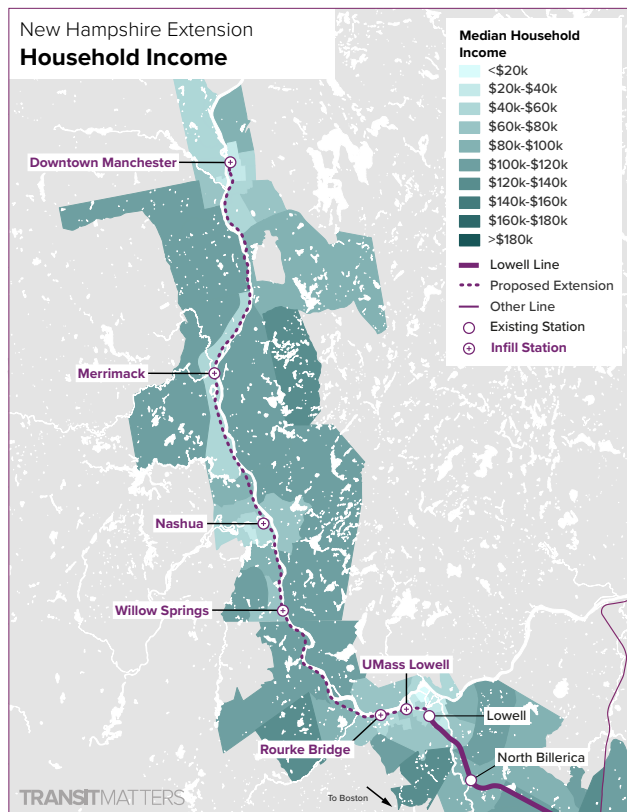 New Hampshire Extension
Household Income
Median Household
Income
<$20k
$20k-$40k
$40k-$60k
$60k-$80k
$80k-$100k
$100k-$120k
$120k-$140k
$140k-$160k
$160k-$180k
>$180k
Lowell Line
Proposed Extension
Other Line
Existing Station
Infill Station
Downtown Manchester
Merrimack
Nashua
Willow Springs
UMass Lowell
Lowell
Rourke Bridge
North Billerica
To Boston
TRANSITMATTERS